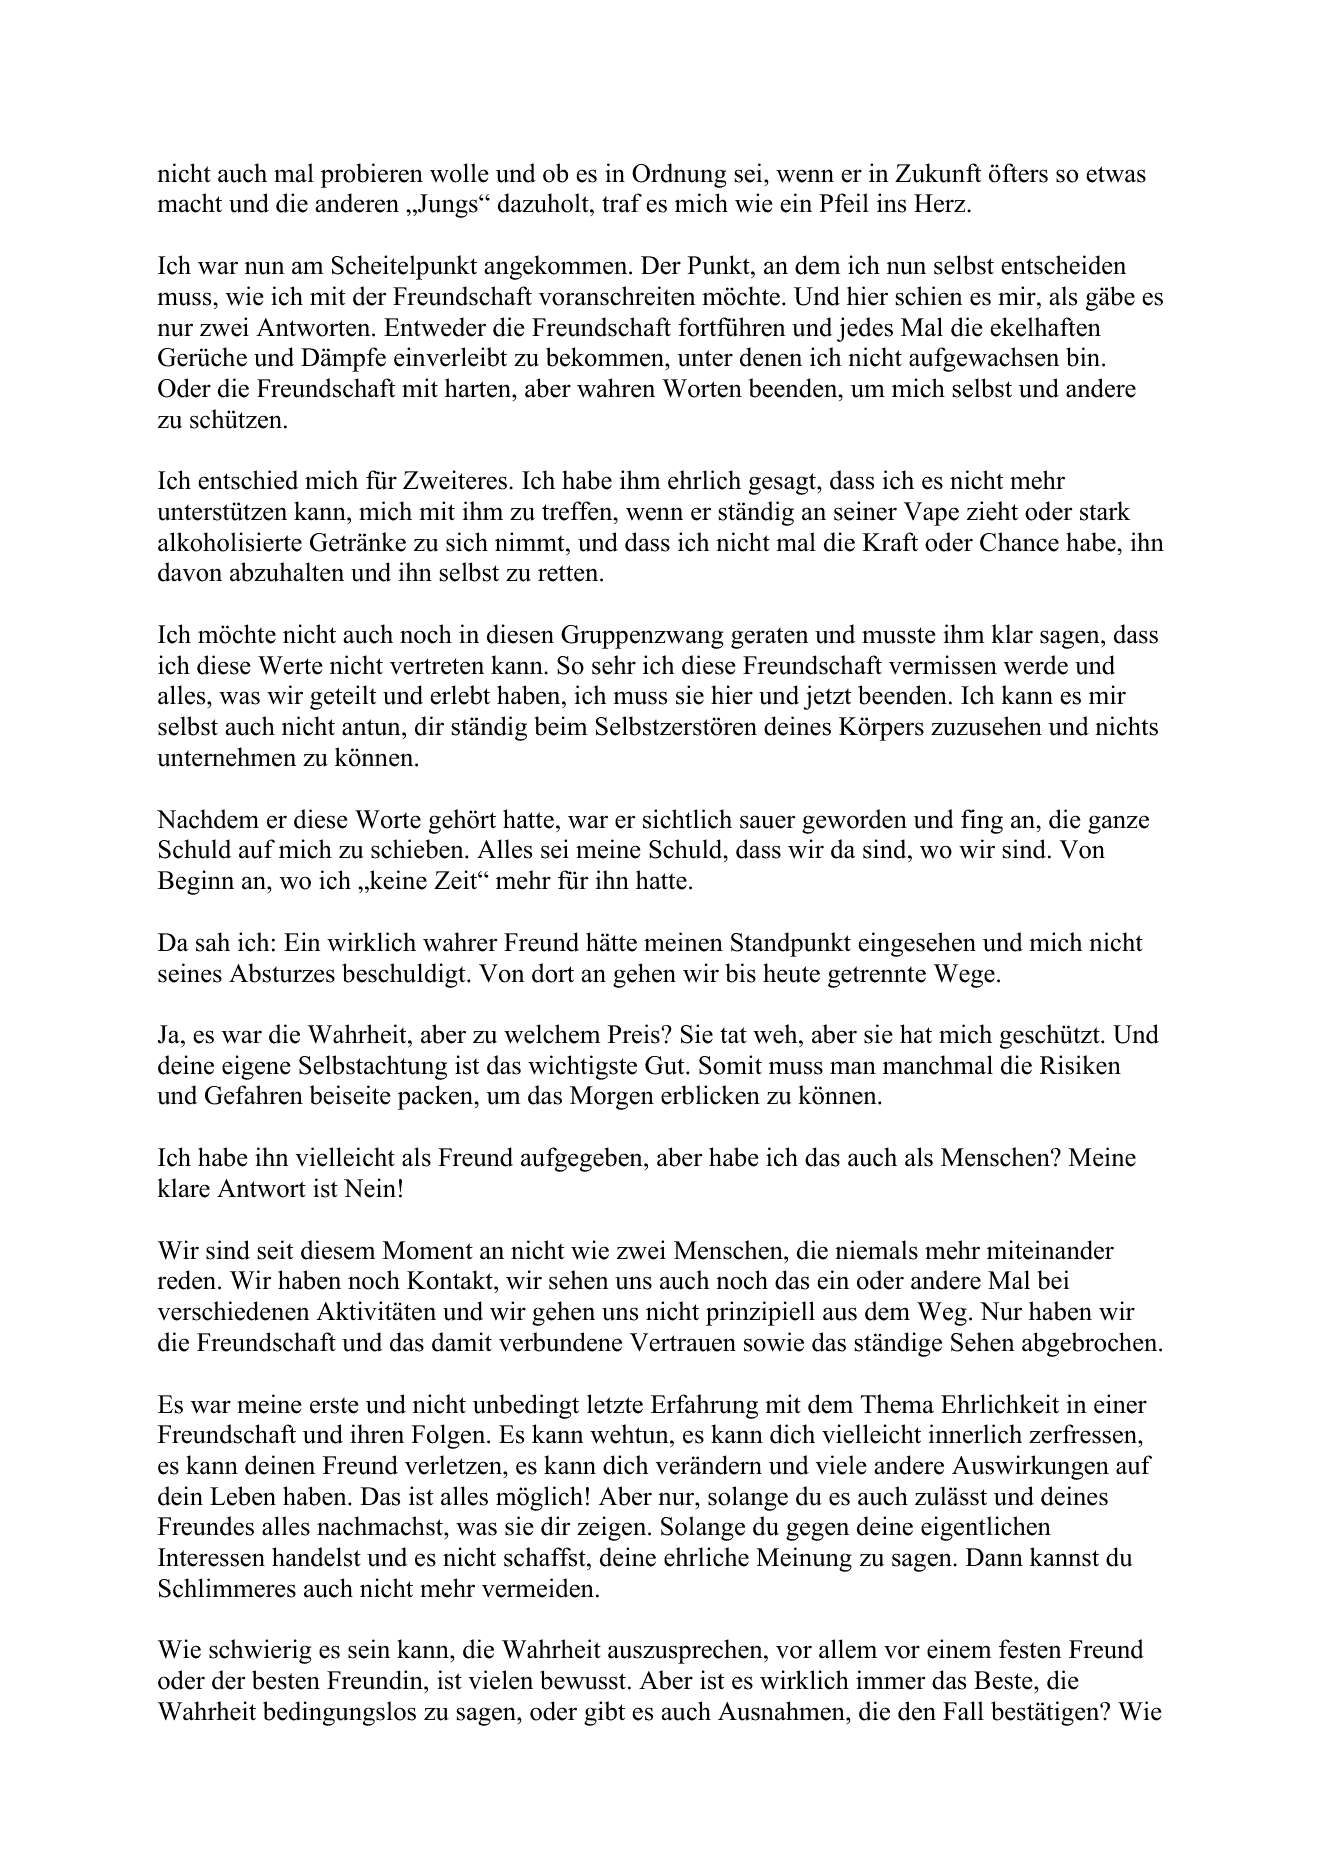 nicht auch mal probieren wolle und ob es in Ordnung sei, wenn er in Zukunft öfters so etwas
macht und die anderen „Jungs“ dazuholt, traf es mich wie ein Pfeil ins Herz.
Ich war nun am Scheitelpunkt angekommen. Der Punkt, an dem ich nun selbst entscheiden
muss, wie ich mit der Freundschaft voranschreiten möchte. Und hier schien es mir, als gäbe es
nur zwei Antworten. Entweder die Freundschaft fortführen und jedes Mal die ekelhaften
Gerüche und Dämpfe einverleibt zu bekommen, unter denen ich nicht aufgewachsen bin.
Oder die Freundschaft mit harten, aber wahren Worten beenden, um mich selbst und andere
zu schützen.
Ich entschied mich für Zweiteres. Ich habe ihm ehrlich gesagt, dass ich es nicht mehr
unterstützen kann, mich mit ihm zu treffen, wenn er ständig an seiner Vape zieht oder stark
alkoholisierte Getränke zu sich nimmt, und dass ich nicht mal die Kraft oder Chance habe, ihn
davon abzuhalten und ihn selbst zu retten.
Ich möchte nicht auch noch in diesen Gruppenzwang geraten und musste ihm klar sagen, dass
ich diese Werte nicht vertreten kann. So sehr ich diese Freundschaft vermissen werde und
alles, was wir geteilt und erlebt haben, ich muss sie hier und jetzt beenden. Ich kann es mir
selbst auch nicht antun, dir ständig beim Selbstzerstören deines Körpers zuzusehen und nichts
unternehmen zu können.
Nachdem er diese Worte gehört hatte, war er sichtlich sauer geworden und fing an, die ganze
Schuld auf mich zu schieben. Alles sei meine Schuld, dass wir da sind, wo wir sind. Von
Beginn an, wo ich „keine Zeit“ mehr für ihn hatte.
Da sah ich: Ein wirklich wahrer Freund hätte meinen Standpunkt eingesehen und mich nicht
seines Absturzes beschuldigt. Von dort an gehen wir bis heute getrennte Wege.
Ja, es war die Wahrheit, aber zu welchem Preis? Sie tat weh, aber sie hat mich geschützt. Und
deine eigene Selbstachtung ist das wichtigste Gut. Somit muss man manchmal die Risiken
und Gefahren beiseite packen, um das Morgen erblicken zu können.
Ich habe ihn vielleicht als Freund aufgegeben, aber habe ich das auch als Menschen? Meine
klare Antwort ist Nein!
Wir sind seit diesem Moment an nicht wie zwei Menschen, die niemals mehr miteinander
reden. Wir haben noch Kontakt, wir sehen uns auch noch das ein oder andere Mal bei
verschiedenen Aktivitäten und wir gehen uns nicht prinzipiell aus dem Weg. Nur haben wir
die Freundschaft und das damit verbundene Vertrauen sowie das ständige Sehen abgebrochen.
Es war meine erste und nicht unbedingt letzte Erfahrung mit dem Thema Ehrlichkeit in einer
Freundschaft und ihren Folgen. Es kann wehtun, es kann dich vielleicht innerlich zerfressen,
es kann deinen Freund verletzen, es kann dich verändern und viele andere Auswirkungen auf
dein Leben haben. Das ist alles möglich! Aber nur, solange du es auch zulässt und deines
Freundes alles nachmachst, was sie dir zeigen. Solange du gegen deine eigentlichen
Interessen handelst und es nicht schaffst, deine ehrliche Meinung zu sagen. Dann kannst du
Schlimmeres auch nicht mehr vermeiden.
Wie schwierig es sein kann, die Wahrheit auszusprechen, vor allem vor einem festen Freund
oder der besten Freundin, ist vielen bewusst. Aber ist es wirklich immer das Beste, die
Wahrheit bedingungslos zu sagen, oder gibt es auch Ausnahmen, die den Fall bestätigen? Wie